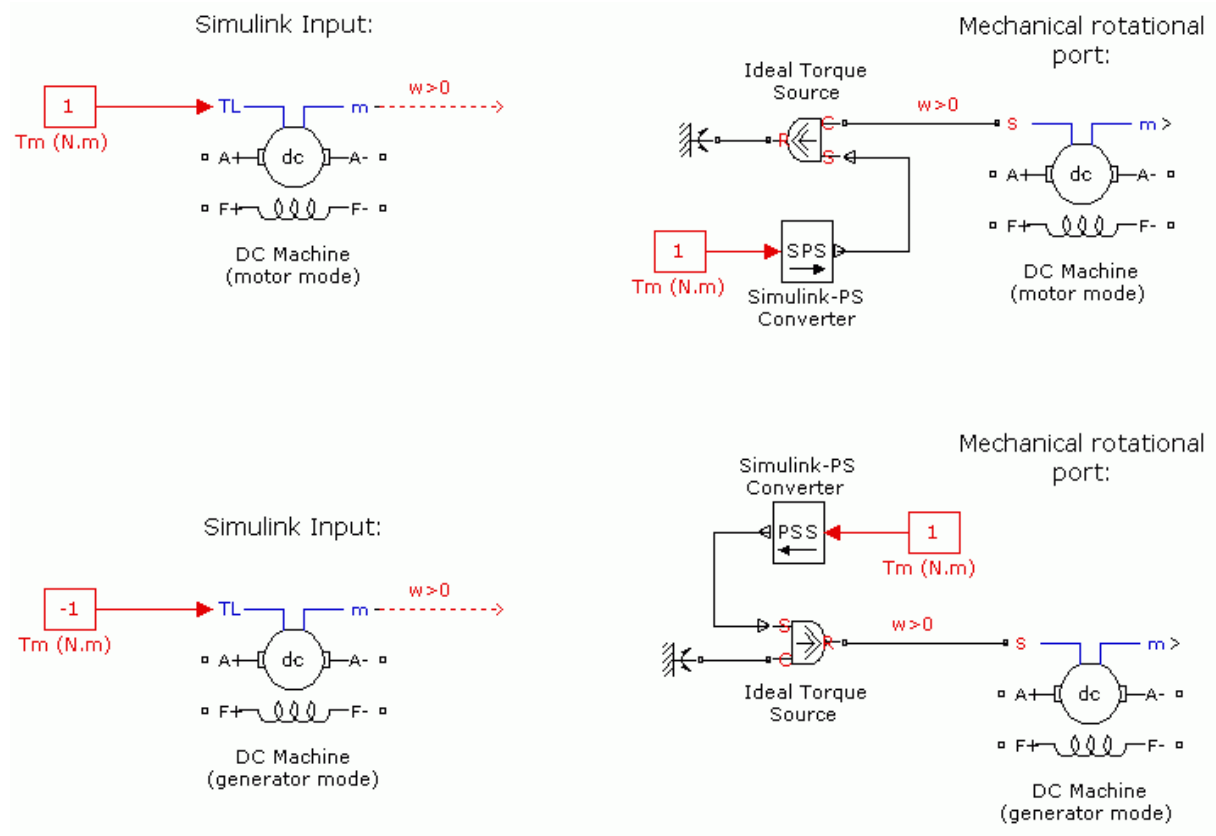 Simulink Input:
1
Tm (N.m)
TL
m
w>0
A+
dc
A-
F+
F-
DC Machine
(motor mode)
Mechanical rotational
port:
Ideal Torque
Source
w>0
R
C
S
S
m
A+
dc
A-
F+
F-
DC Machine
(motor mode)
1
Tm (N.m)
SPS
Simulink-PS
Converter
Simulink Input:
-1
Tm (N.m)
TL
m
w>0
A+
dc
A-
F+
F-
DC Machine
(generator mode)
Mechanical rotational
port:
Simulink-PS
Converter
PSS
1
Tm (N.m)
S
C
R
w>0
Ideal Torque
Source
S
m
A+
dc
A-
F+
F-
DC Machine
(generator mode)